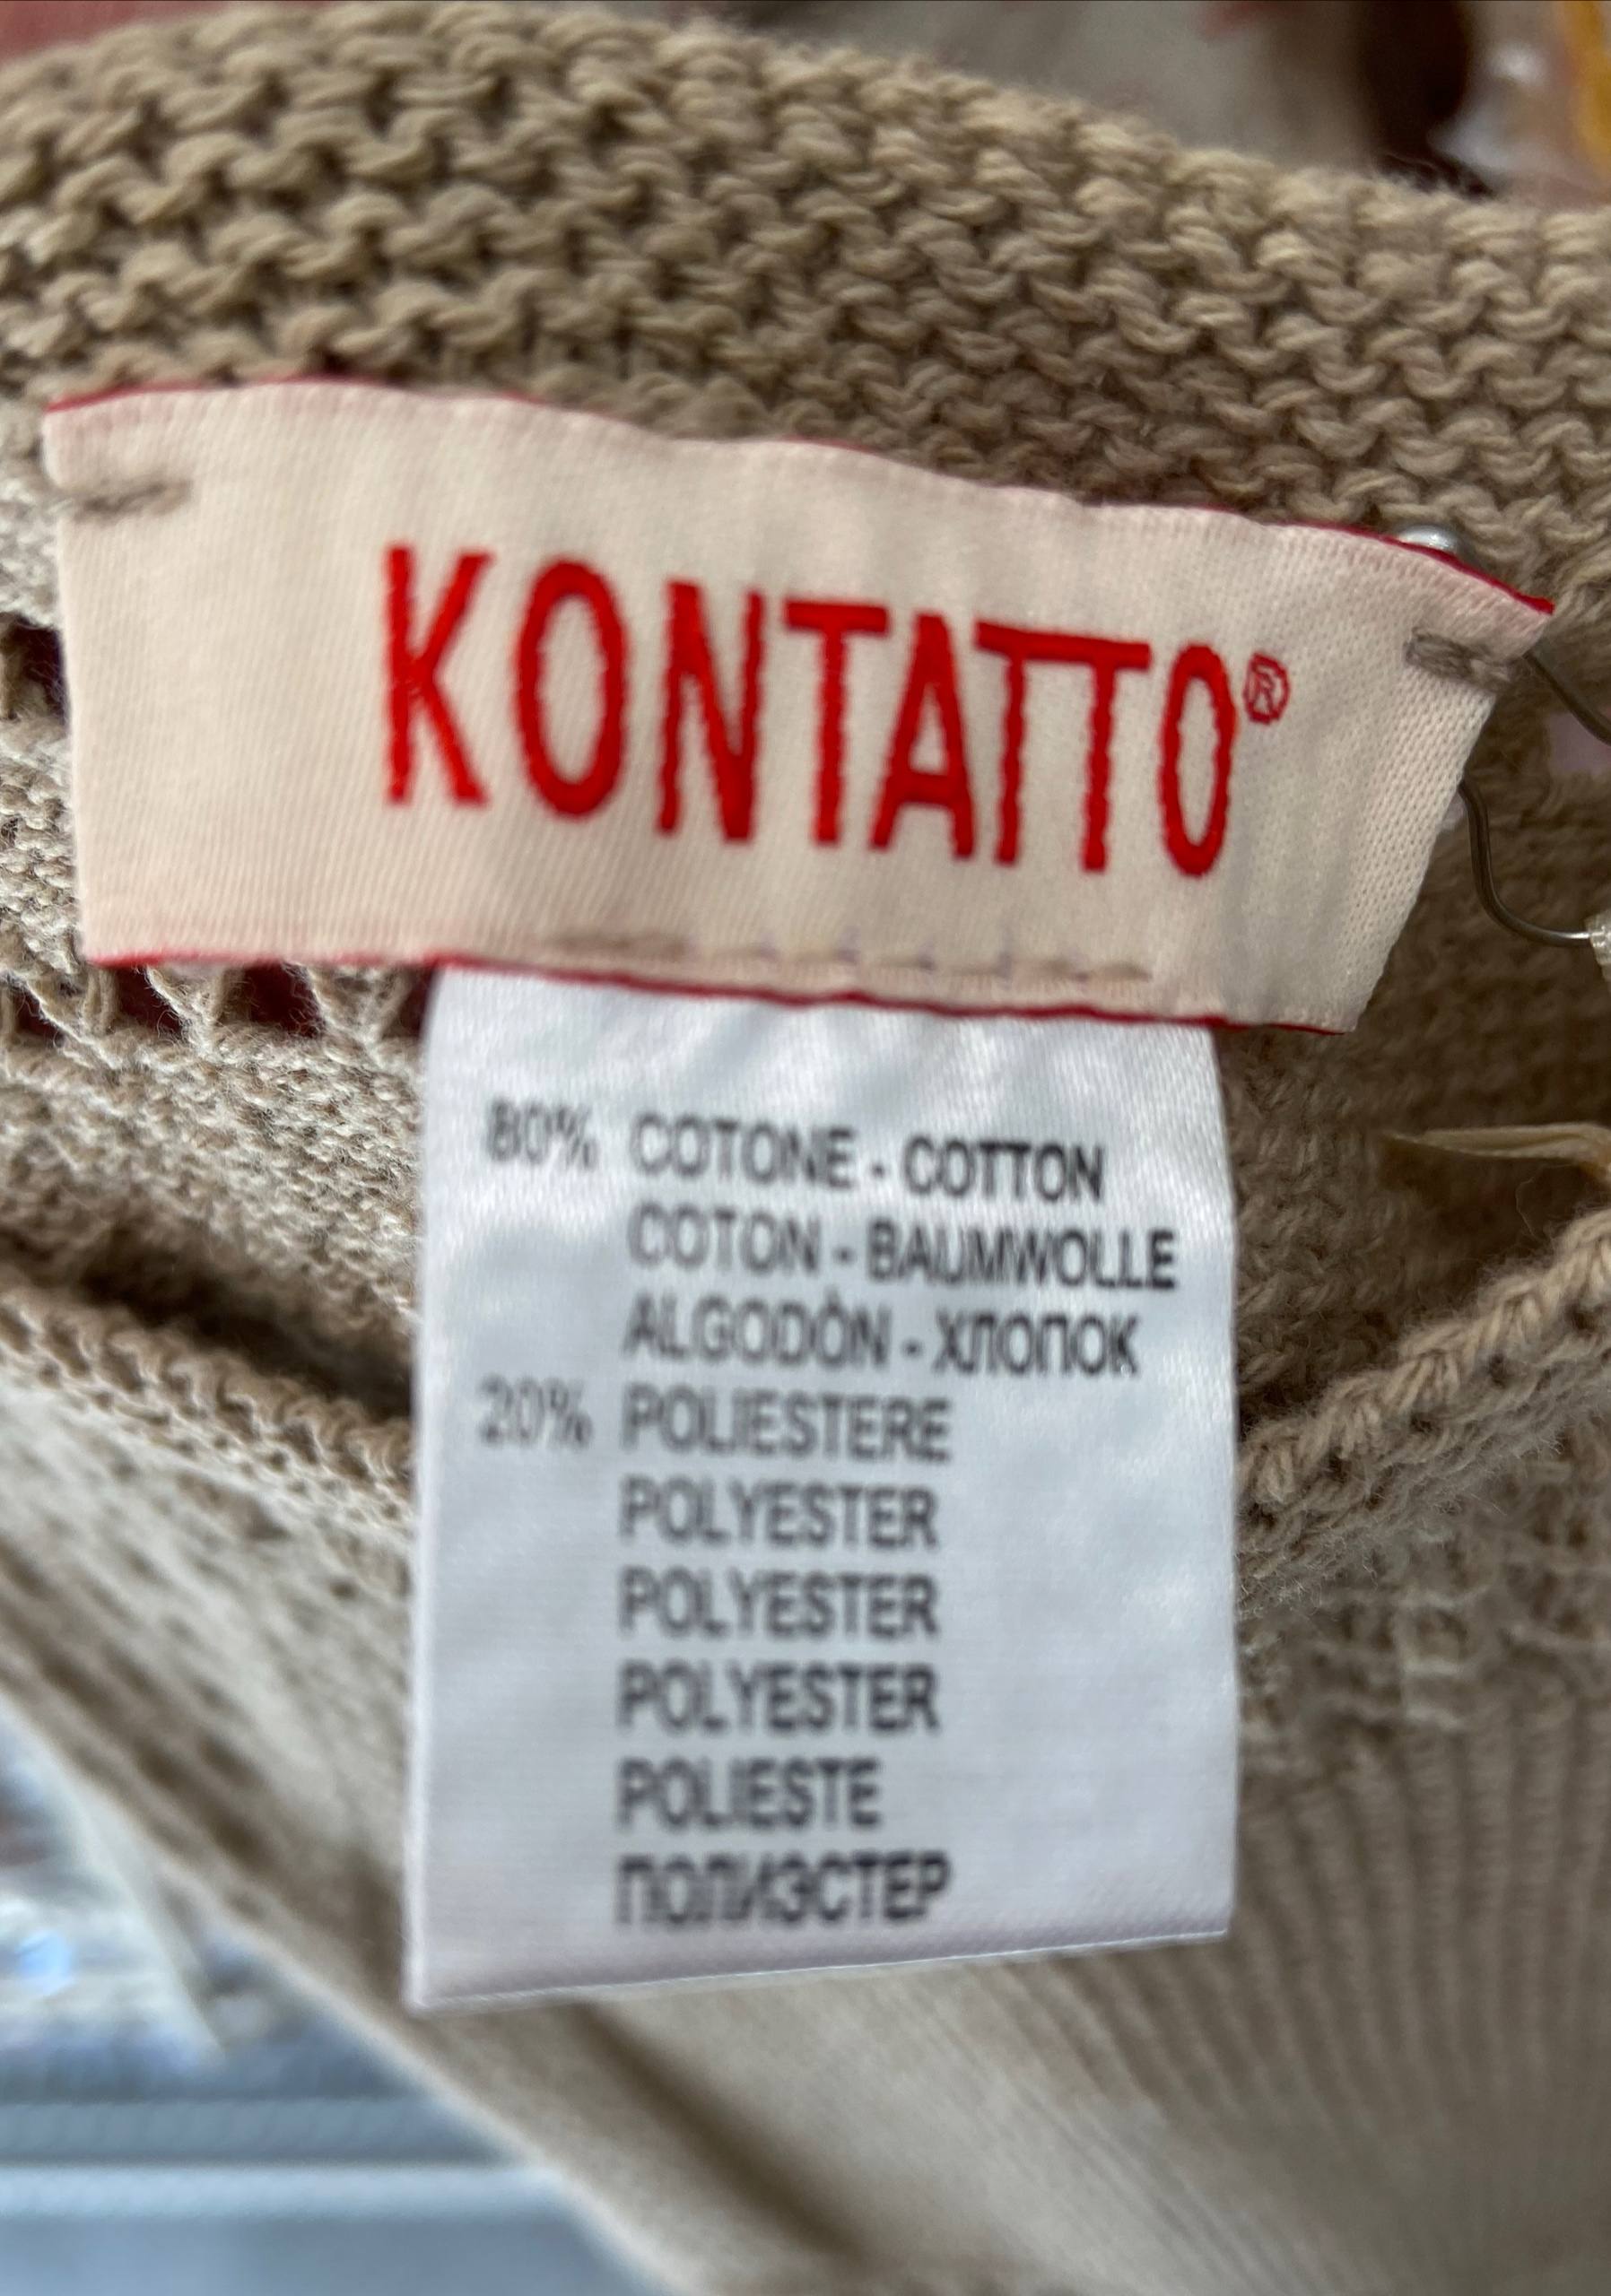 KONTATTO®
80% COTONE - COTTON
COTON - BAUMWOLLE
ALGODÒN - ХЛОПОК
20% POLIESTERE
POLYESTER
POLYESTER
POLYESTER
POLIESTE
ПОЛИЭСТЕР